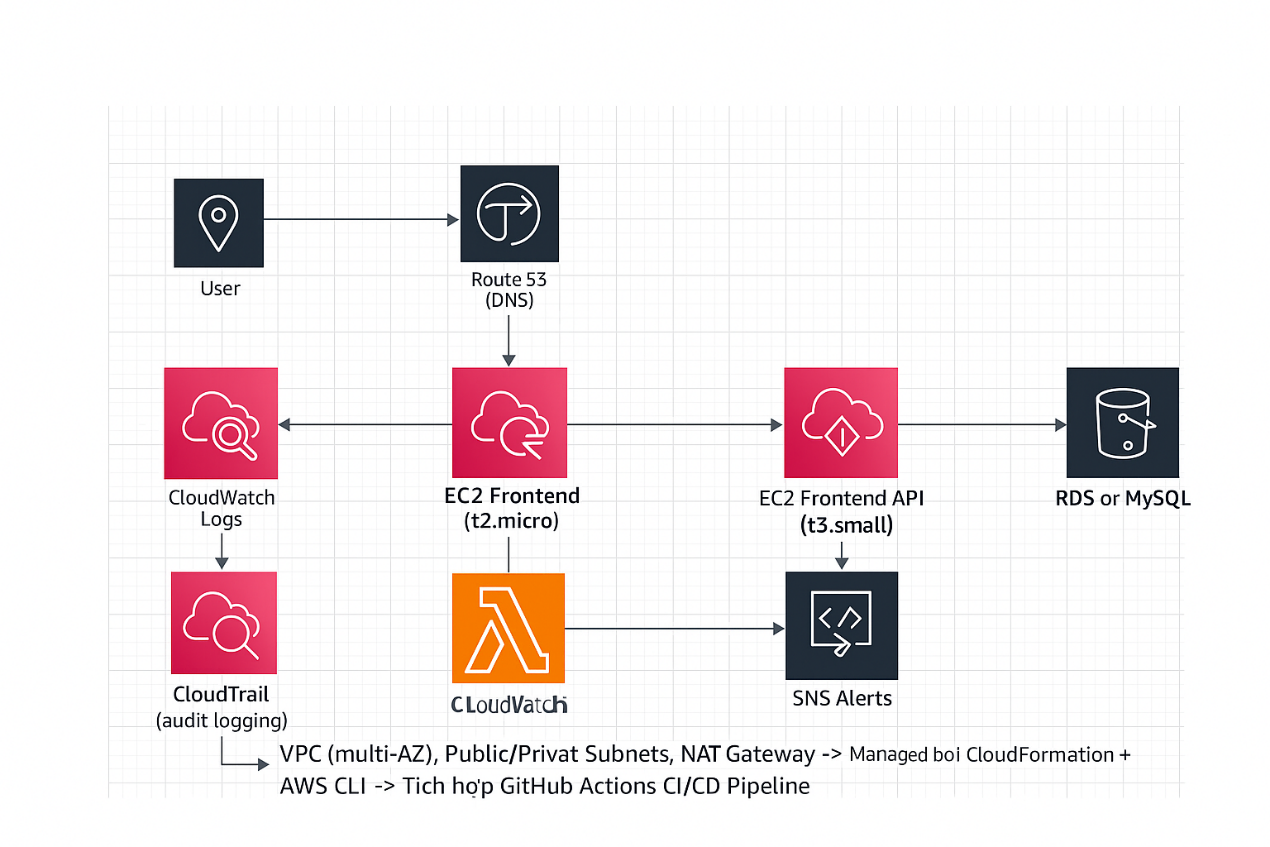 User
Route 53
(DNS)
CloudWatch
Logs
EC2 Frontend
(t2.micro)
EC2 Frontend API
(t3.small)
RDS or MySQL
CloudTrail
(audit logging)
CLoudVatch
SNS Alerts
VPC (multi-AZ), Public/Privat Subnets, NAT Gateway -> Managed boi CloudFormation +
AWS CLI -> Tich hợp GitHub Actions CI/CD Pipeline